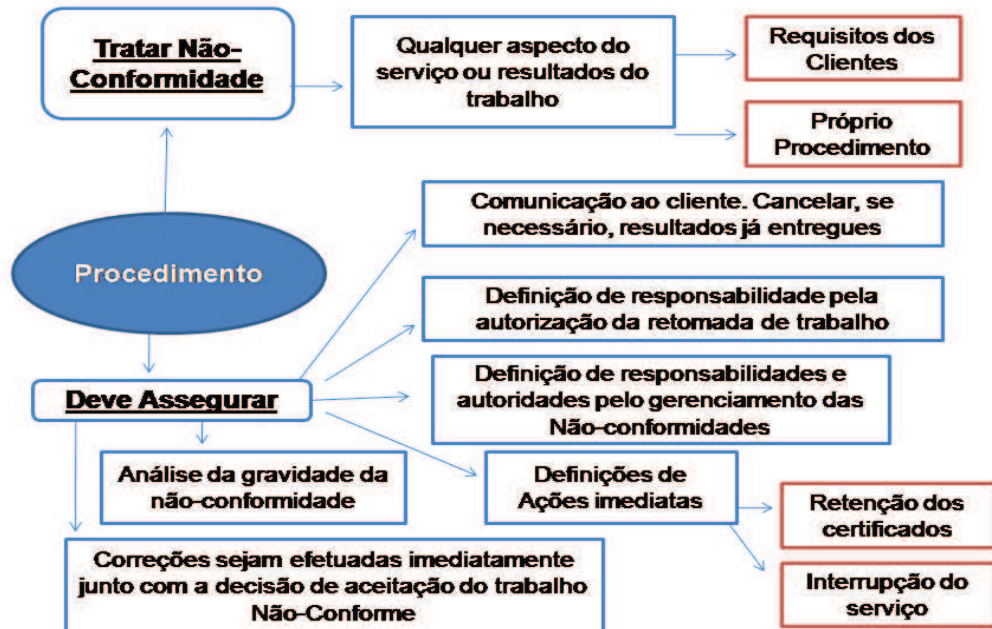 Tratar Não-
Conformidade
Qualquer aspecto do
serviço ou resultados do
trabalho
Requisitos dos
Clientes
Próprio
Procedimento
Procedimento
Comunicação ao cliente. Cancelar, se
necessário, resultados já entregues
Definição de responsabilidade pela
autorização da retomada de trabalho
Deve Assegurar
Definição de responsabilidades e
autoridades pelo gerenciamento das
Não-conformidades
Análise da gravidade da
não-conformidade
Definições de
Ações imediatas
Retenção dos
certificados
Interrupção do
serviço
Correções sejam efetuadas imediatamente
junto com a decisão de aceitação do trabalho
Não-Conforme